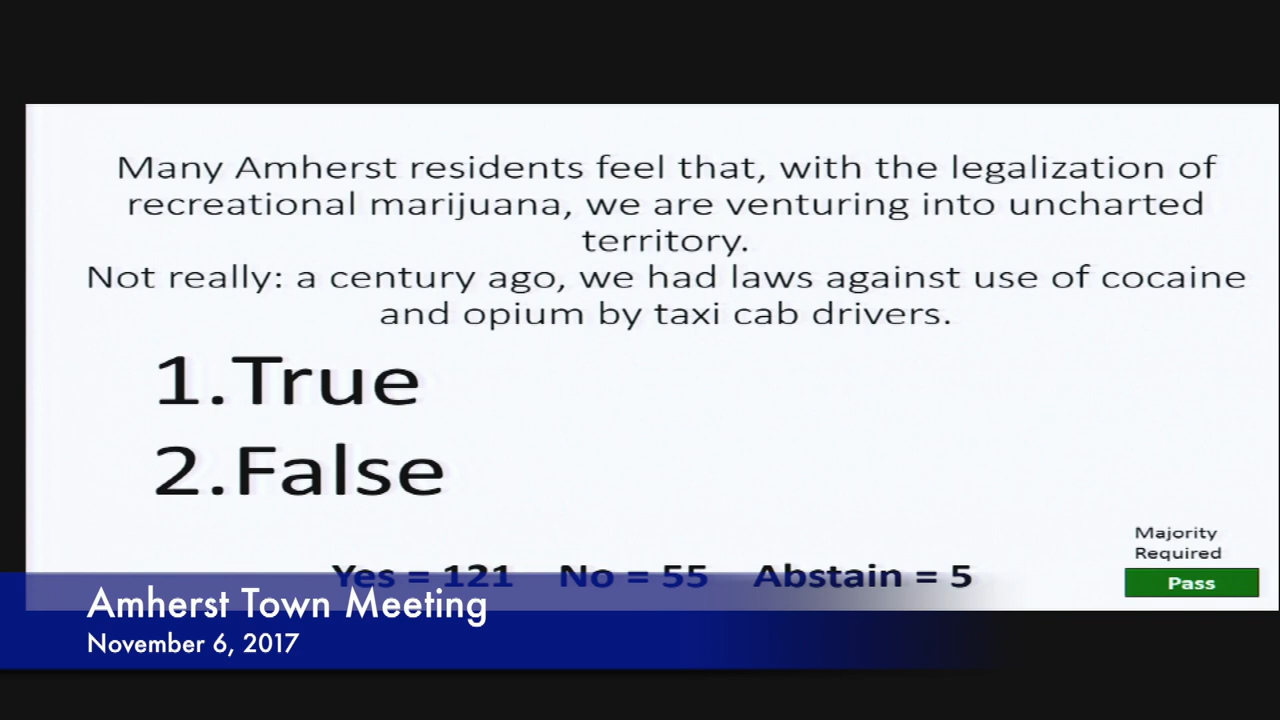 Many Amherst residents feel that, with the legalization of
recreational marijuana, we are venturing into uncharted
territory.
Not really: a century ago, we had laws against use of cocaine
and opium by taxi cab drivers.
1.True
2.False
Majority
Required
Pass
Yes = 121 No = 55 Abstain = 5
Amherst Town Meeting
November 6, 2017